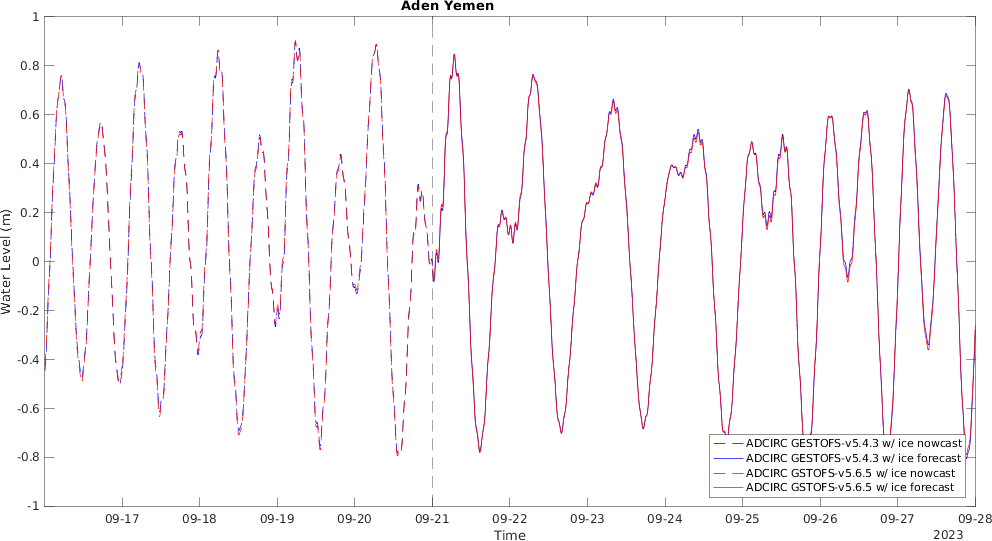 Aden Yemen
1
0.8
0.6
0.4
0.2
0
-0.2
-0.4
-0.6
-0.8
-1
Water Level (m)
ADCIRC GESTOFS-v5.4.3 w/ ice nowcast
ADCIRC GESTOFS-v5.4.3 w/ ice forecast
ADCIRC GSTOFS-v5.6.5 w/ ice nowcast
ADCIRC GSTOFS-v5.6.5 w/ ice forecast
09-17 09-18 09-19 09-20 09-21 09-22 09-23 09-24 09-25 09-26 09-27 09-28
Time
2023